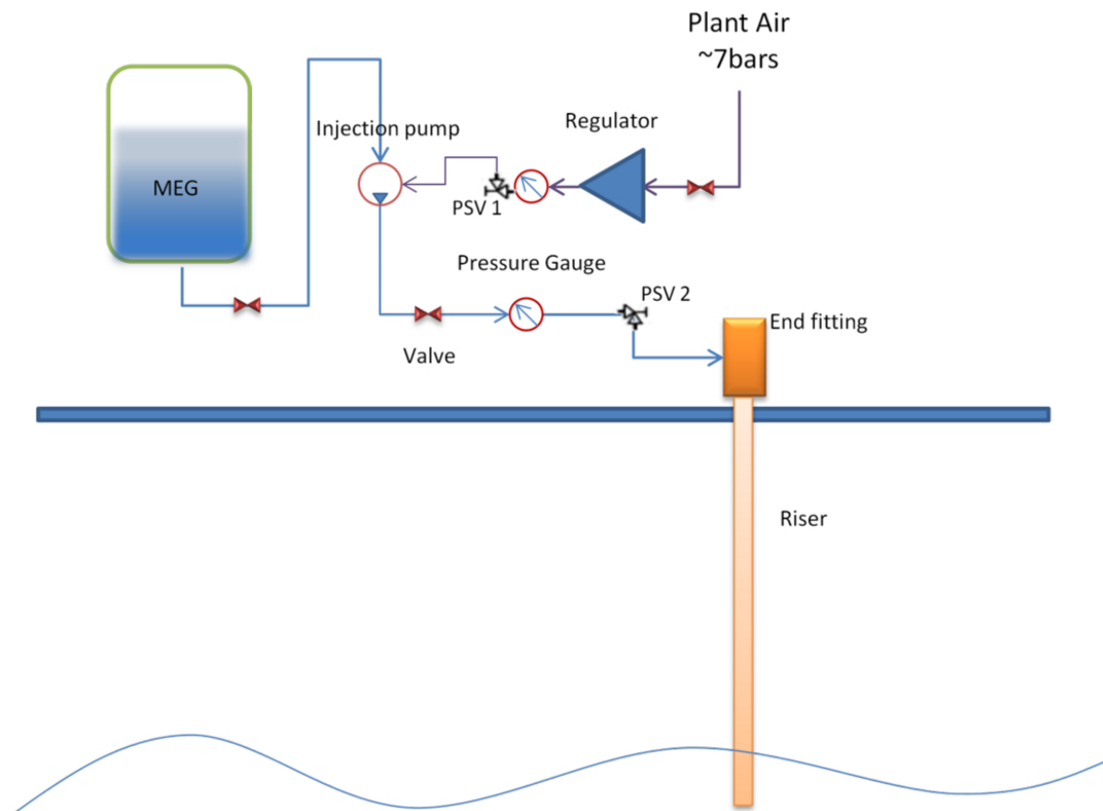 Plant Air
~7bars
Injection pump
Regulator
MEG
PSV 1
Pressure Gauge
PSV 2
End fitting
Valve
Riser